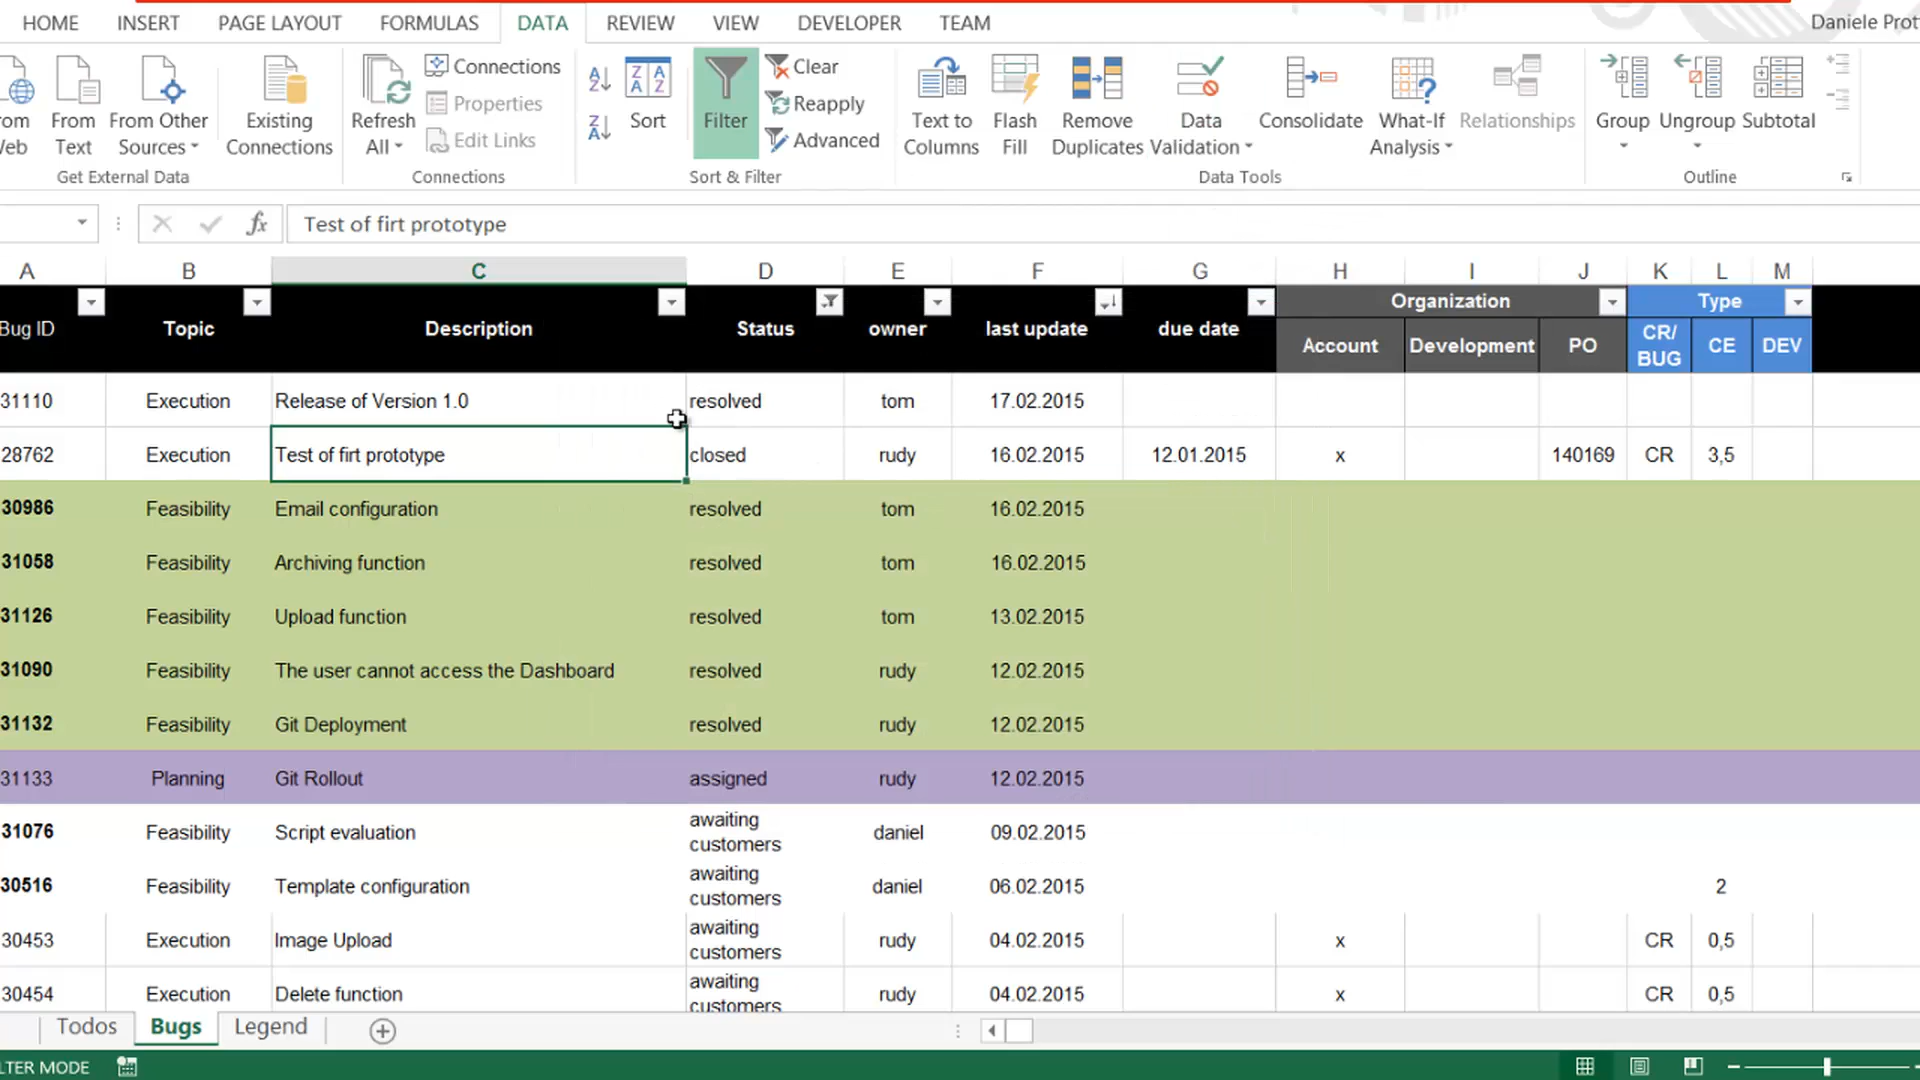 HOME INSERT PAGE LAYOUT FORMULAS DATA REVIEW VIEW DEVELOPER TEAM Daniele Prot
rom Web From Text From Other Sources Existing Connections Refresh All Connections Properties Edit Links Sort Filter Clear Reapply Advanced Text to Columns Flash Fill Remove Duplicates Data Validation Consolidate What-If Analysis Relationships Group Ungroup Subtotal
Get External Data Connections Sort & Filter Data Tools Outline
fx Test of firt prototype
A B C D E F G H I J K L M
Bug ID Topic Description Status owner last update due date Organization Type
Account Development PO CR/ BUG CE DEV
31110 Execution Release of Version 1.0 resolved tom 17.02.2015
28762 Execution Test of firt prototype closed rudy 16.02.2015 12.01.2015 x 140169 CR 3,5
30986 Feasibility Email configuration resolved tom 16.02.2015
31058 Feasibility Archiving function resolved tom 16.02.2015
31126 Feasibility Upload function resolved tom 13.02.2015
31090 Feasibility The user cannot access the Dashboard resolved rudy 12.02.2015
31132 Feasibility Git Deployment resolved rudy 12.02.2015
31133 Planning Git Rollout assigned rudy 12.02.2015
31076 Feasibility Script evaluation awaiting customers daniel 09.02.2015
30516 Feasibility Template configuration awaiting customers daniel 06.02.2015 2
30453 Execution Image Upload awaiting customers rudy 04.02.2015 x CR 0,5
30454 Execution Delete function awaiting customers rudy 04.02.2015 x CR 0,5
Todos Bugs Legend
LTER MODE